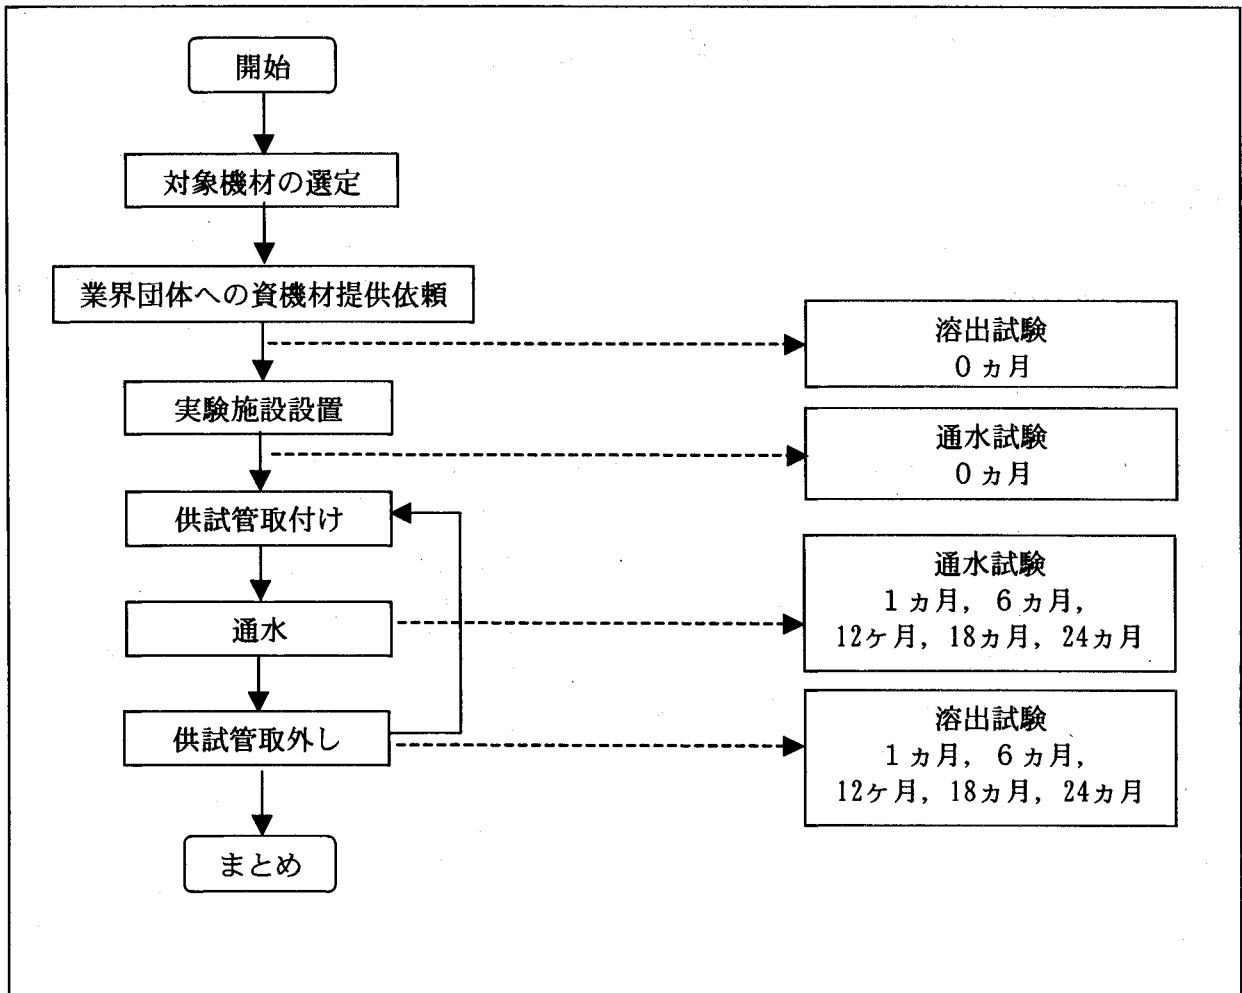 開始
対象機材の選定
業界団体への資機材提供依頼
溶出試験
０ヵ月
実験施設設置
通水試験
０ヵ月
供試管取付け
通水試験
１ヵ月，６ヵ月，
12ケ月，18ヵ月，24ヵ月
通水
供試管取外し
溶出試験
１ヵ月，６ヵ月，
12ケ月，18ヵ月，24ヵ月
まとめ